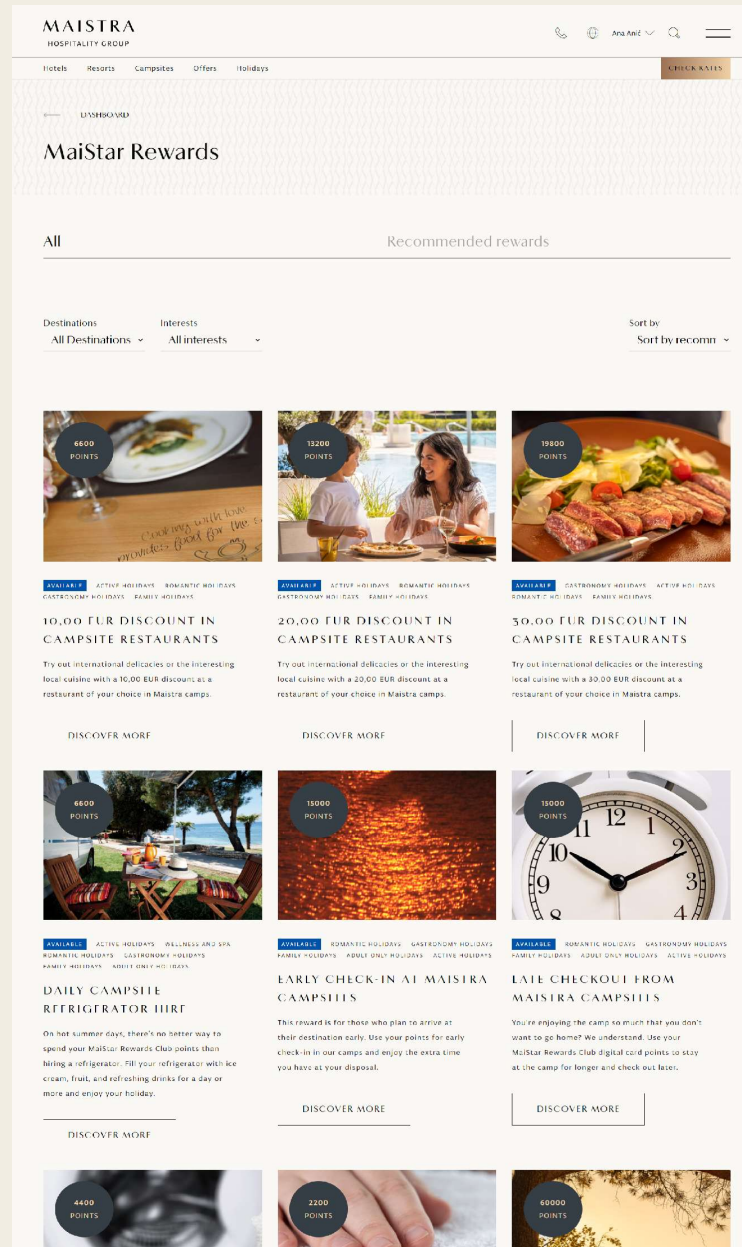 MAISTRA
HOSPITALITY GROUP
Ana Anić
Hotels Resorts Campsites Offers Holidays
CHECK RATES
DASHBOARD
MaiStar Rewards
All
Recommended rewards
Destinations
Interests
Sort by
All Destinations
All interests
Sort by recomm
6600
POINTS
Cooking with love
provides food for the s
AVAILABLE ACTIVE HOLIDAYS ROMANTIC HOLIDAYS
GASTRONOMY HOLIDAYS FAMILY HOLIDAYS
10,00 EUR DISCOUNT IN
CAMPSITE RESTAURANTS
Try out international delicacies or the interesting
local cuisine with a 10,00 EUR discount at a
restaurant of your choice in Maistra camps.
DISCOVER MORE
13200
POINTS
AVAILABLE ACTIVE HOLIDAYS ROMANTIC HOLIDAYS
GASTRONOMY HOLIDAYS FAMILY HOLIDAYS
20,00 EUR DISCOUNT IN
CAMPSITE RESTAURANTS
Try out international delicacies or the interesting
local cuisine with a 20,00 EUR discount at a
restaurant of your choice in Maistra camps.
DISCOVER MORE
19800
POINTS
AVAILABLE GASTRONOMY HOLIDAYS ACTIVE HOLIDAYS
ROMANTIC HOLIDAYS FAMILY HOLIDAYS
30,00 EUR DISCOUNT IN
CAMPSITE RESTAURANTS
Try out international delicacies or the interesting
local cuisine with a 30,00 EUR discount at a
restaurant of your choice in Maistra camps.
DISCOVER MORE
6600
POINTS
AVAILABLE ACTIVE HOLIDAYS WELLNESS AND SPA
ROMANTIC HOLIDAYS GASTRONOMY HOLIDAYS
FAMILY HOLIDAYS ADULT ONLY HOLIDAYS
DAILY CAMPSITE
REFRIGERATOR HIRE
On hot summer days, there's no better way to
spend your MaiStar Rewards Club points than
hiring a refrigerator. Fill your refrigerator with ice
cream, fruit, and refreshing drinks for a day or
more and enjoy your holiday.
DISCOVER MORE
15000
POINTS
AVAILABLE ROMANTIC HOLIDAYS GASTRONOMY HOLIDAYS
FAMILY HOLIDAYS ADULT ONLY HOLIDAYS ACTIVE HOLIDAYS
EARLY CHECK-IN AT MAISTRA
CAMPSITES
This reward is for those who plan to arrive at
their destination early. Use your points for early
check-in in our camps and enjoy the extra time
you have at your disposal.
DISCOVER MORE
15000
POINTS
12
11 1
10 2
9 3
8 4
AVAILABLE ROMANTIC HOLIDAYS GASTRONOMY HOLIDAYS
FAMILY HOLIDAYS ADULT ONLY HOLIDAYS ACTIVE HOLIDAYS
LATE CHECKOUT FROM
MAISTRA CAMPSITES
You're enjoying the camp so much that you don't
want to go home? We understand. Use your
MaiStar Rewards Club digital card points to stay
at the camp for longer and check out later.
DISCOVER MORE
4400
POINTS
2200
POINTS
60000
POINTS